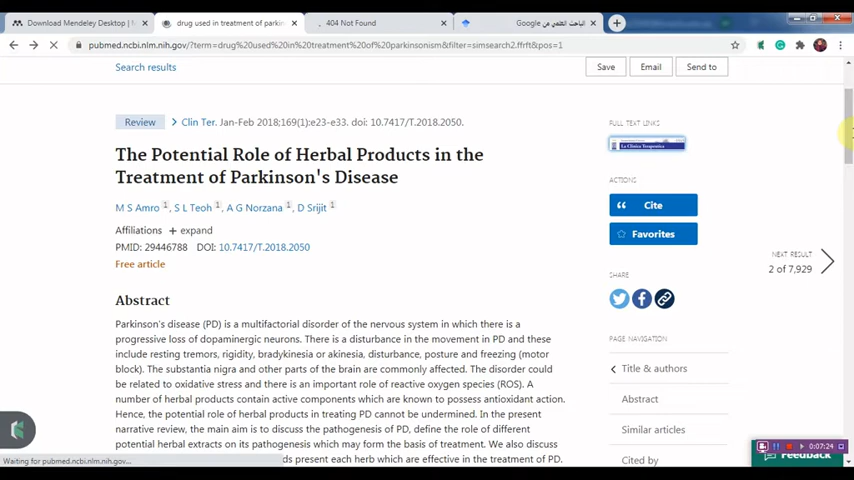 Download Mendeley Desktop |
drug used in treatment of parkin
404 Not Found
الباحث العلمي من Google
pubmed.ncbi.nlm.nih.gov/?term=drug used in treatment of parkinsonism&filter=simsearch2.ffrft&pos=1
Search results
Save
Email
Send to
Review
Clin Ter. Jan-Feb 2018;169(1):e23-e33. doi: 10.7417/T.2018.2050.
The Potential Role of Herbal Products in the
Treatment of Parkinson's Disease
M S Amro 1, S L Teoh 1, A G Norzana 1, D Srijit 1
Affiliations + expand
PMID: 29446788 DOI: 10.7417/T.2018.2050
Free article
Abstract
Parkinson's disease (PD) is a multifactorial disorder of the nervous system in which there is a
progressive loss of dopaminergic neurons. There is a disturbance in the movement in PD and these
include resting tremors, rigidity, bradykinesia or akinesia, disturbance, posture and freezing (motor
block). The substantia nigra and other parts of the brain are commonly affected. The disorder could
be related to oxidative stress and there is an important role of reactive oxygen species (ROS). A
number of herbal products contain active components which are known to possess antioxidant action.
Hence, the potential role of herbal products in treating PD cannot be undermined. In the present
narrative review, the main aim is to discuss the pathogenesis of PD, define the role of different
potential herbal extracts on its pathogenesis which may form the basis of treatment. We also discuss
ds present each herb which are effective in the treatment of PD.
Waiting for pubmed.ncbi.nlm.nih.gov...
FULL TEXT LINKS
La Clinica Terapeutica
ACTIONS
Cite
Favorites
SHARE
PAGE NAVIGATION
Title & authors
Abstract
Similar articles
Cited by
NEXT RESULT
2 of 7,929
0:07:24
Feedback